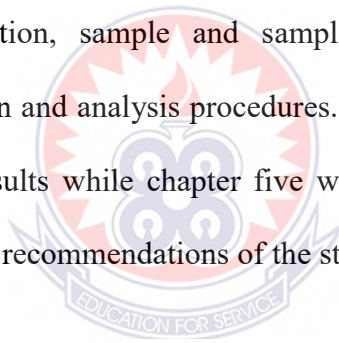 tion, sample and sampl
n and analysis procedures.
sults while chapter five w
recommendations of the st
EDUCATION FOR SERVICE